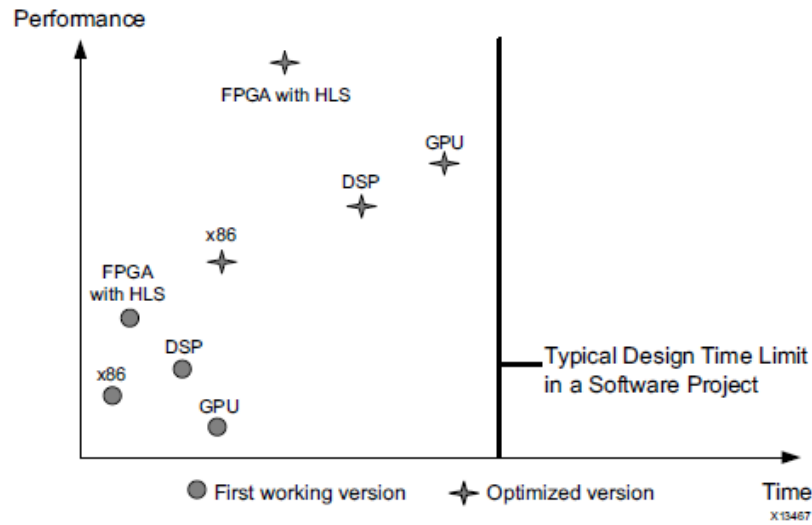 Performance
FPGA with HLS
GPU
DSP
x86
FPGA
with HLS
DSP
x86
GPU
Typical Design Time Limit
in a Software Project
First working version
Optimized version
Time
X13467